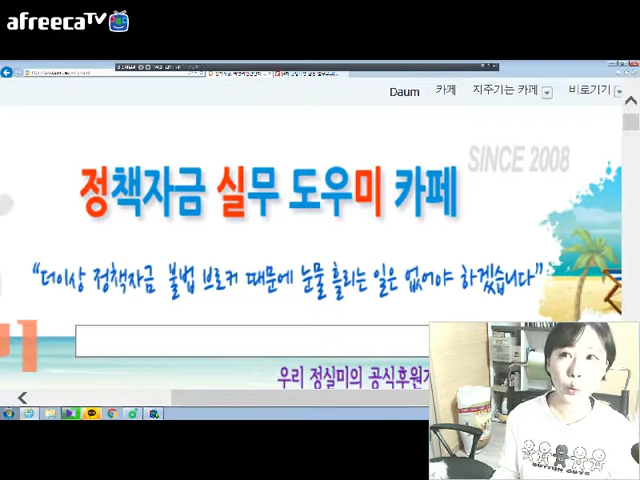 afreecaTV
Daum 카페 자주가는 카페 바로가기
SINCE 2008
정책자금 실무 도우미 카페
"더이상 정책자금 불법 브로커 때문에 눈물 흘리는 일은 없어야 하겠습니다"
우리 정실미의 공식후원
BUTTER GUYS